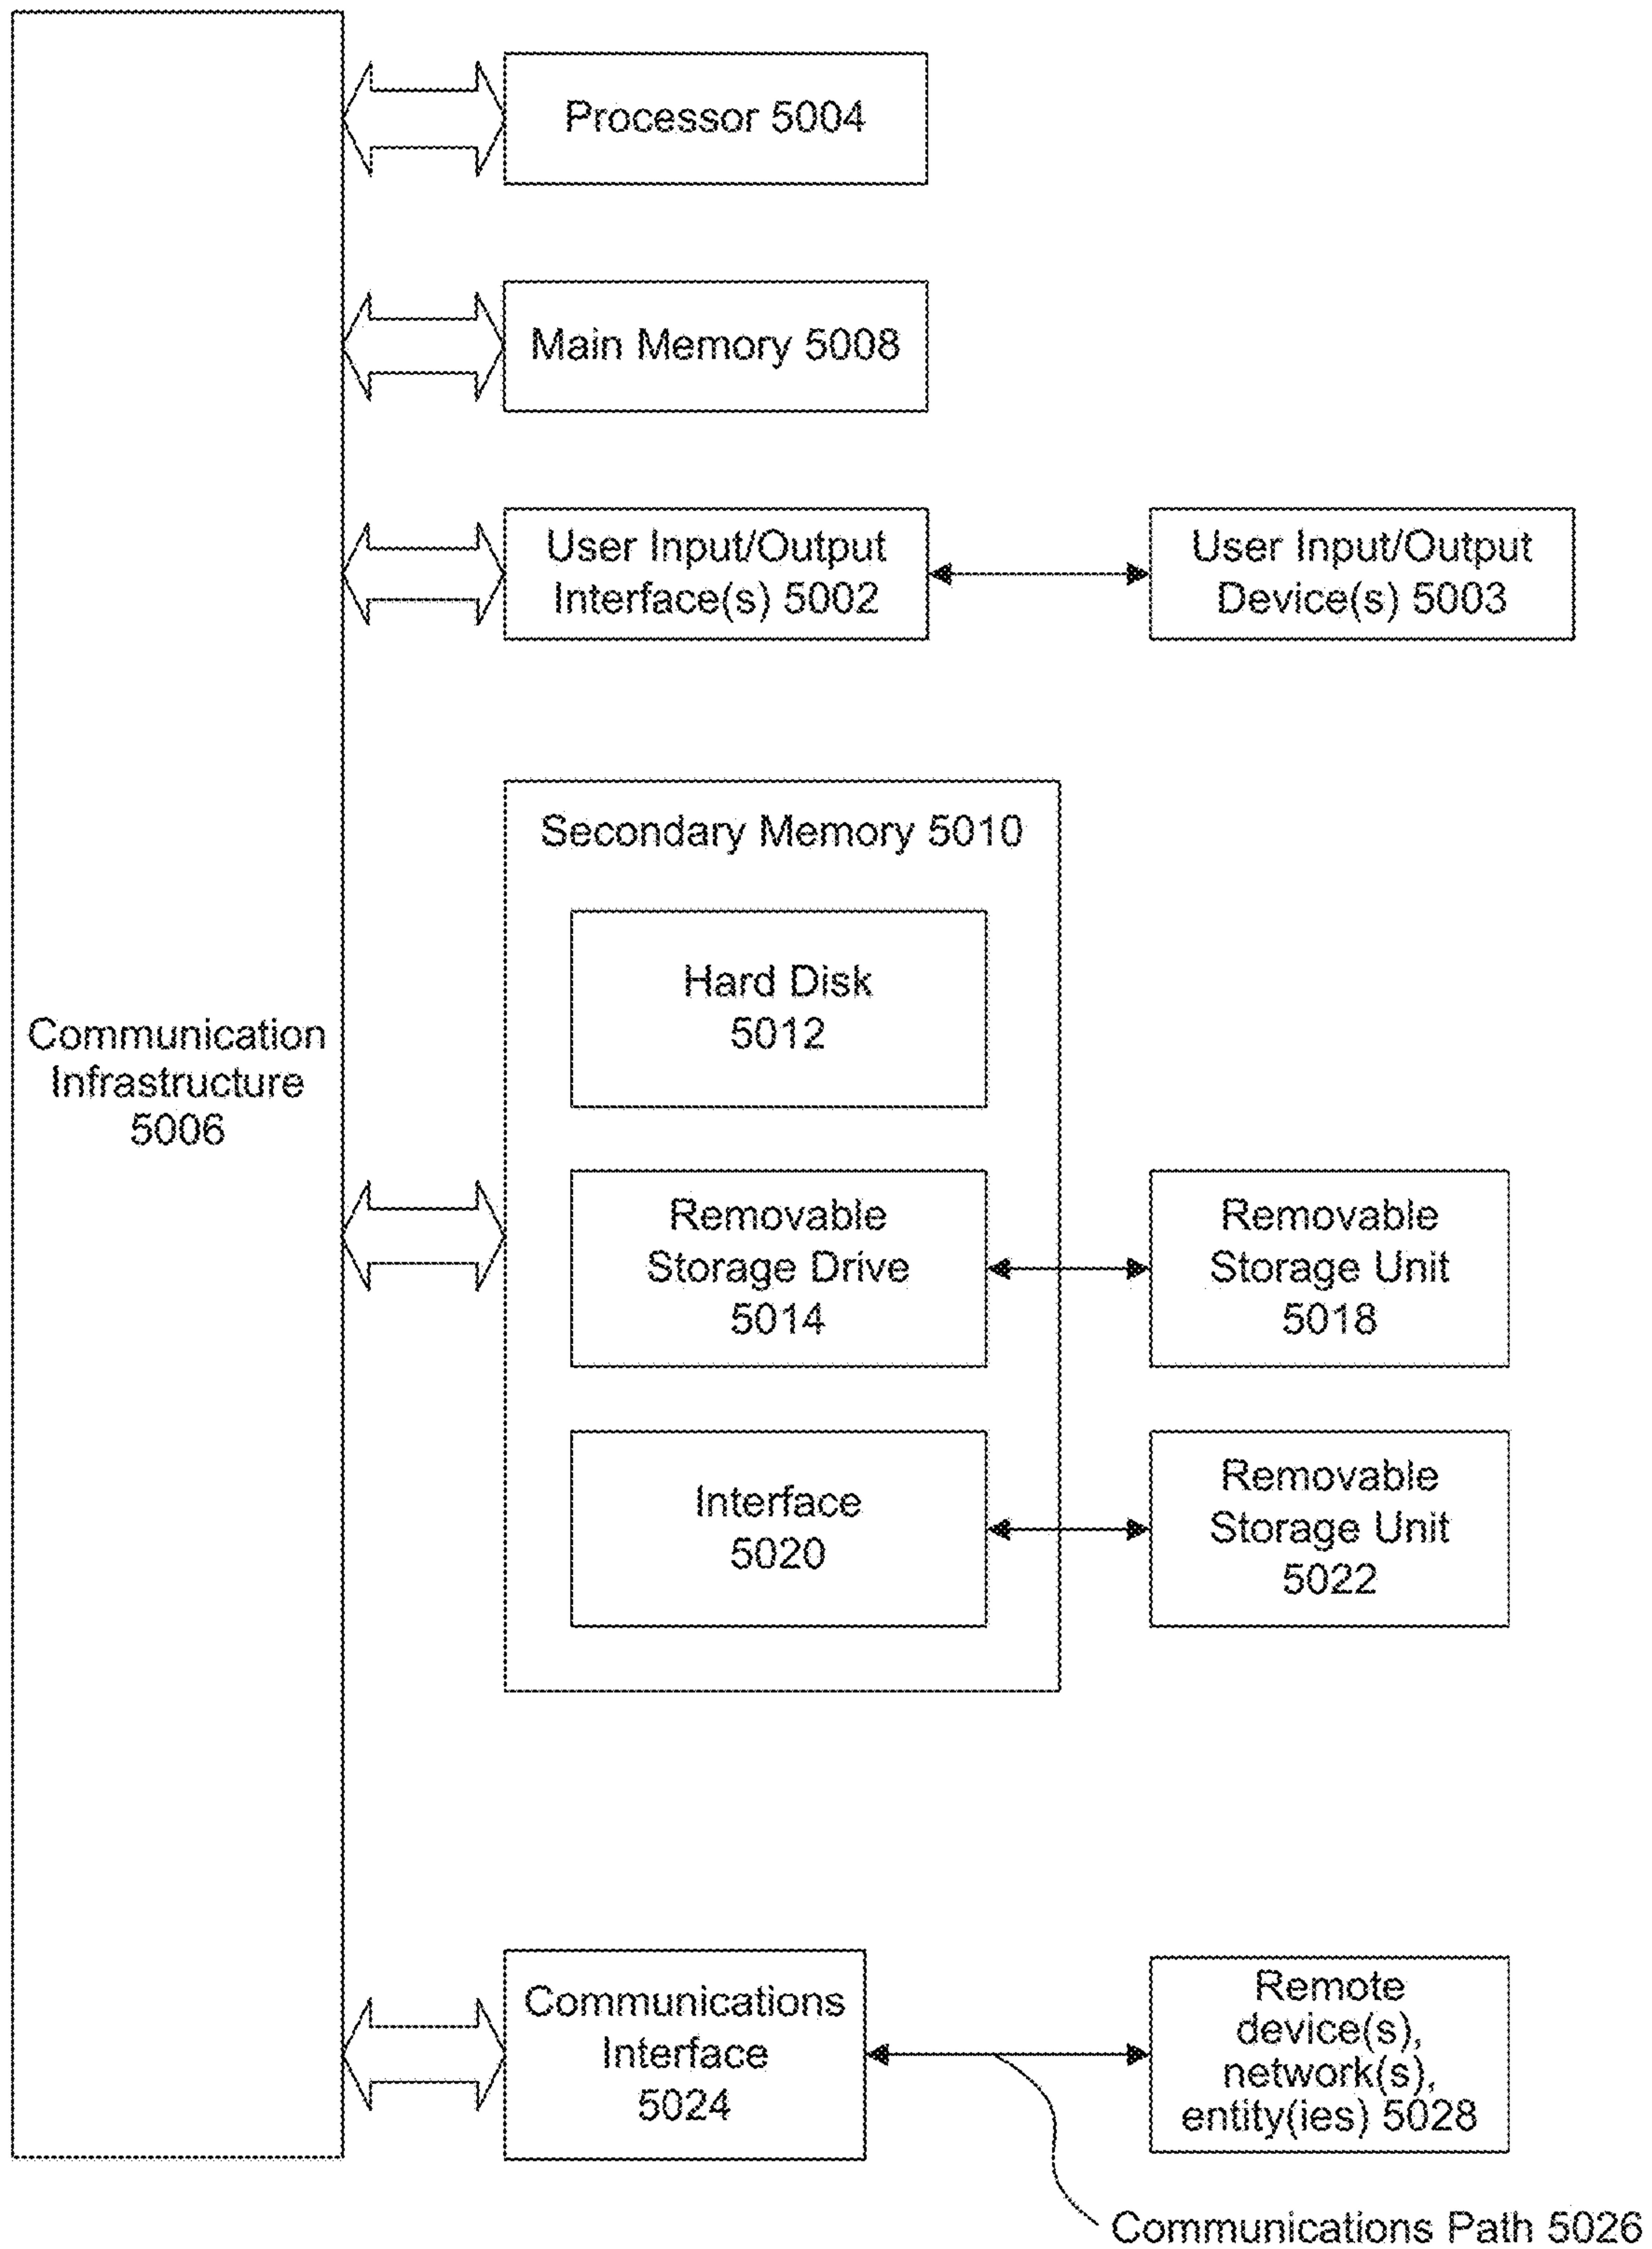 Processor 5004
Main Memory 5008
User Input/Output
Interface(s) 5002
User Input/Output
Device(s) 5003
Secondary Memory 5010
Hard Disk
5012
Communication
Infrastructure
5006
Removable
Storage Drive
5014
Removable
Storage Unit
5018
Interface
5020
Removable
Storage Unit
5022
Communications
Interface
5024
Remote
device(s),
network(s),
entity(ies) 5028
Communications Path 5026